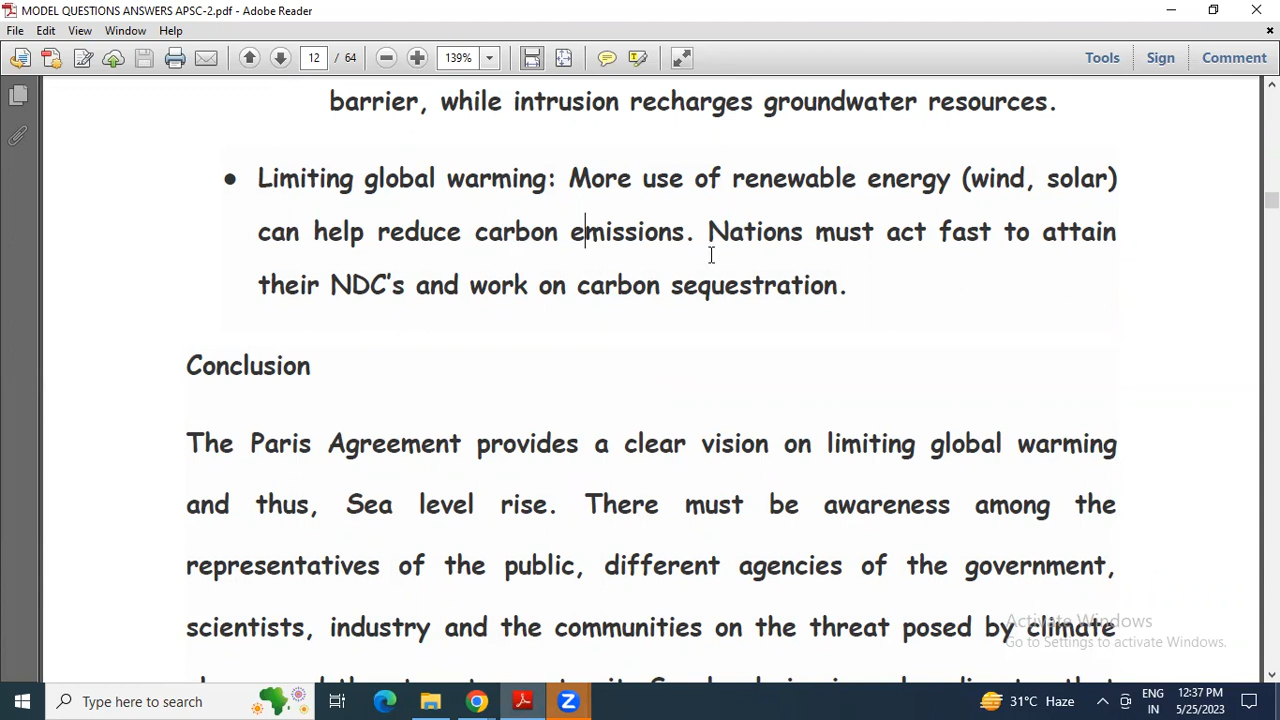 MODEL QUESTIONS ANSWERS APSC-2.pdf - Adobe Reader
File Edit View Window Help
12 / 64 139% Tools Sign Comment
barrier, while intrusion recharges groundwater resources.
● Limiting global warming: More use of renewable energy (wind, solar)
can help reduce carbon emissions. Nations must act fast to attain
their NDC's and work on carbon sequestration.
Conclusion
The Paris Agreement provides a clear vision on limiting global warming
and thus, Sea level rise. There must be awareness among the
representatives of the public, different agencies of the government,
scientists, industry and the communities on the threat posed by climate
Activate Windows
Go to Settings to activate Windows.
Type here to search 31°C Haze ENG IN 12:37 PM 5/25/2023